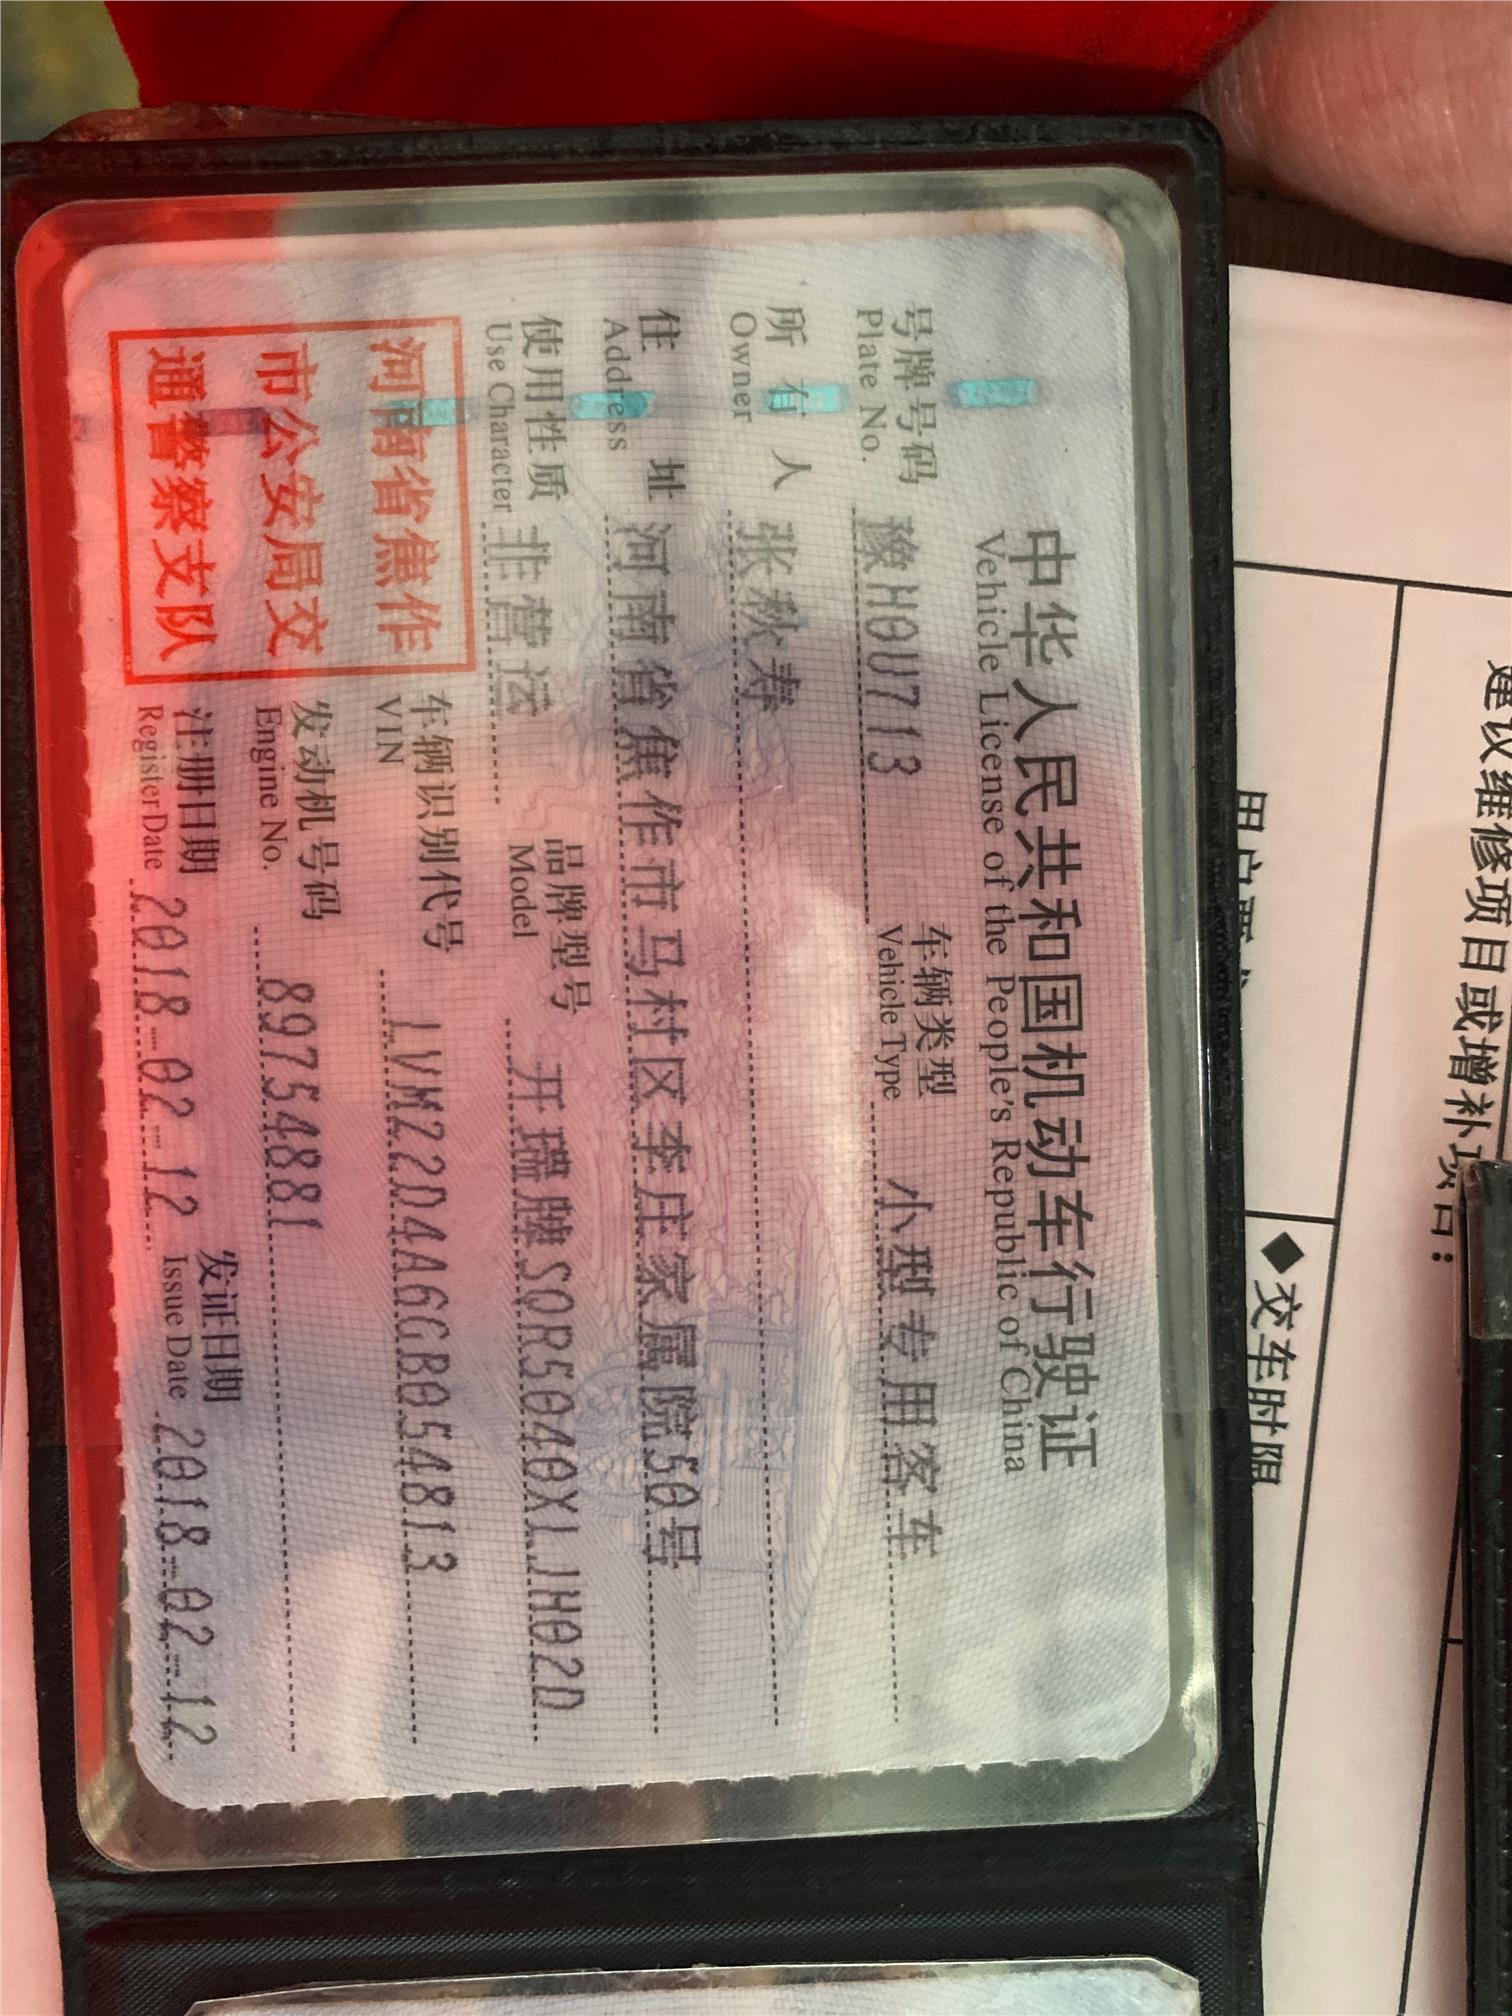 中华人民共和国机动车行驶证
Vehicle License of the People's Republic of China
号牌号码 豫H0U713 车辆类型 小型专用客车
Plate No. Vehicle Type
所有人 张秋寿
Owner
住址 河南省焦作市马村区李庄家属院50号
Address
使用性质 非营运 品牌型号 开瑞牌SQR5040XLJH02D
Use Character Model
河南省焦作
市公安局交
通警察支队
车辆识别代号 LVM22D4A6GB054813
VIN
发动机号码 89754881
Engine No.
注册日期 2018-02-12 发证日期 2018-02-12
Register Date Issue Date
建议维修项目或增补项目：
◆交车时限